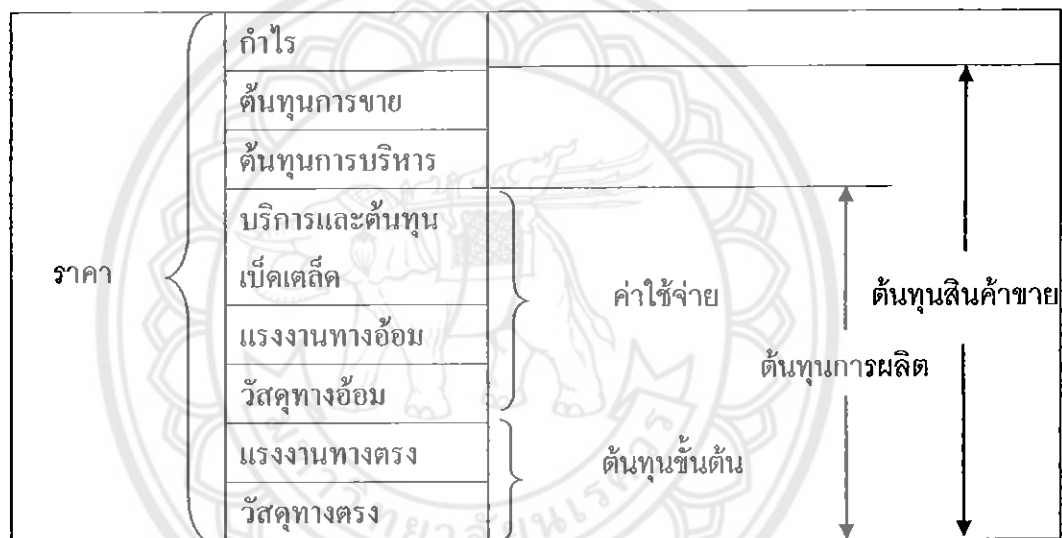 กำไร
ต้นทุนการขาย
ต้นทุนการบริหาร
บริการและต้นทุน
เบ็ดเตล็ด
ราคา
ค่าใช้จ่าย
ต้นทุนสินค้าขาย
แรงงานทางอ้อม
ต้นทุนการผลิต
วัสดุทางอ้อม
แรงงานทางตรง
ต้นทุนขั้นต้น
วัสดุทางตรง